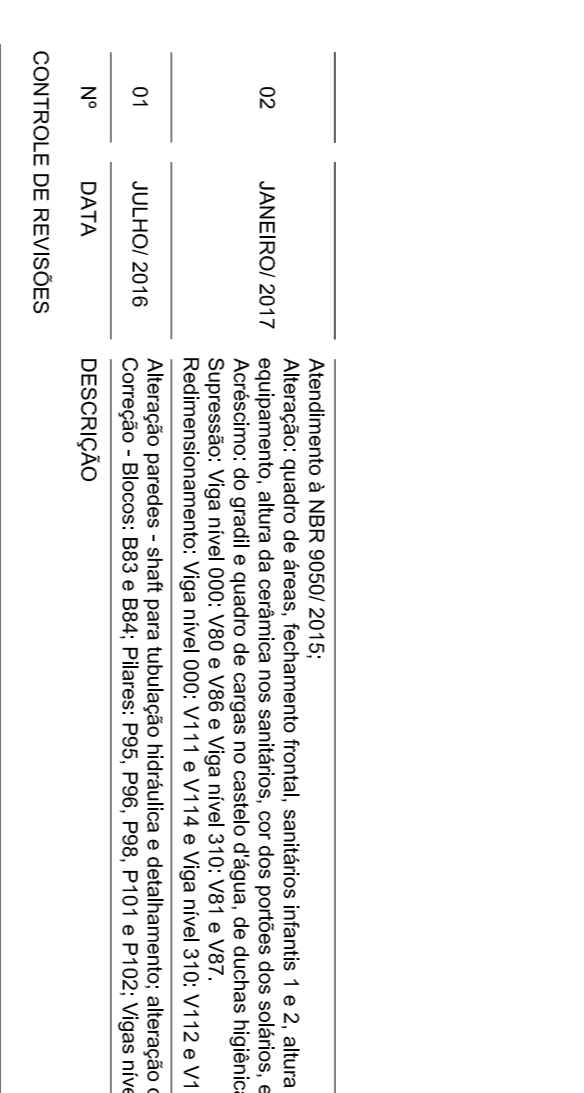 02
JANEIRO/ 2017
Atendimento à NBR 9050/ 2015;
Alteração: quadro de áreas, fechamento frontal, sanitários infantis 1 e 2, altura
equipamento, altura da cerâmica nos sanitários, cor dos portões dos solários, e
Acréscimo: do gradil e quadro de cargas no castelo d'água, de duchas
Supressão: Viga nível 000: V80 e V86 e Viga nível 310: V81 e V87.
Redimensionamento: Viga nível 000: V111 e V114 e Viga nível 310: V112 e
01
JULHO/ 2016
Alteração paredes - shaft para tubulação hidráulica e detalhamento; alteração
Correção - Blocos: B83 e B84; Pilares: P95, P96, P98, P101 e P102; Vigas
Nº
DATA
DESCRIÇÃO
CONTROLE DE REVISÕES